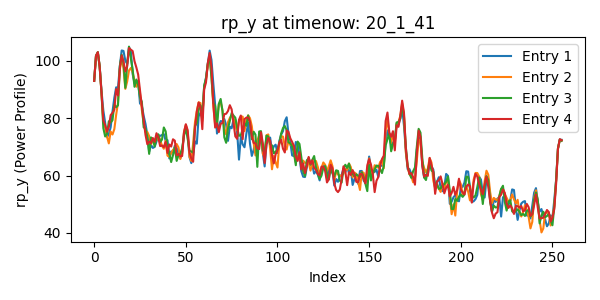 rp_y at timenow: 20_1_41
rp_y (Power Profile)
100
80
60
40
Entry 1
Entry 2
Entry 3
Entry 4
0
50
100
150
200
250
Index